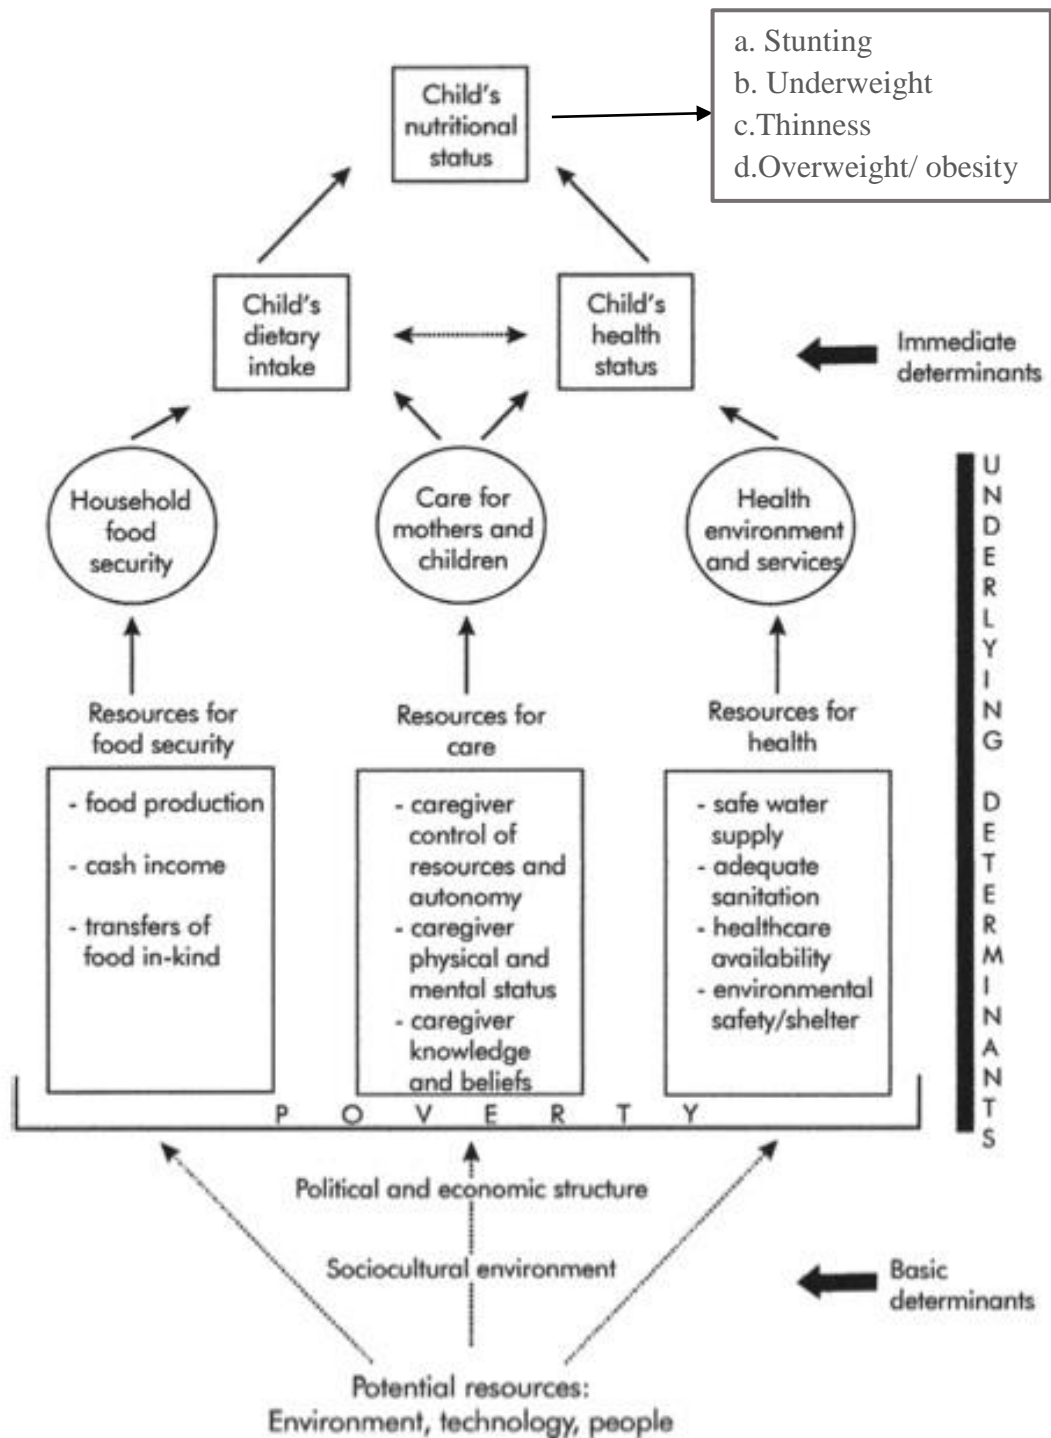 a. Stunting
b. Underweight
c.Thinness
d.Overweight/ obesity
Child's
nutritional
status
Child's
dietary
intake
Child's
health
status
Immediate
determinants
Household
food
security
Care for
mothers and
children
Health
environment
and services
UNDERLYING DETERMINANTS
Resources for
food security
Resources for
care
Resources for
health
- food production
- cash income
- transfers of
food in-kind
- caregiver
control of
resources and
autonomy
- caregiver
physical and
mental status
- caregiver
knowledge
and beliefs
- safe water
supply
- adequate
sanitation
- healthcare
availability
- environmental
safety/shelter
POVERTY
Political and economic structure
Sociocultural environment
Basic
determinants
Potential resources:
Environment, technology, people